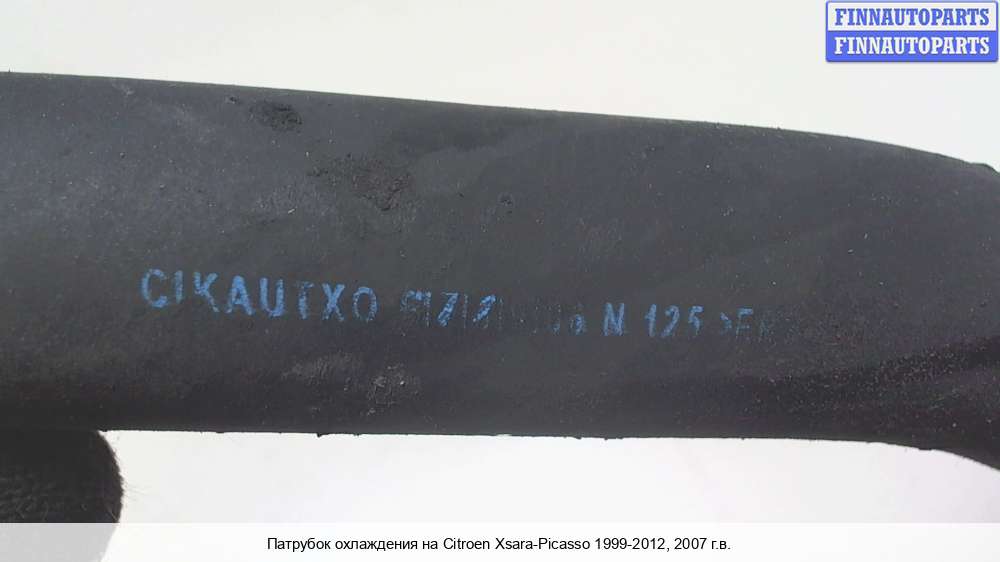 FINNAUTOPARTS
FINNAUTOPARTS
CIKAUTXO N 125
Патрубок охлаждения на Citroen Xsara-Picasso 1999-2012, 2007 г.в.